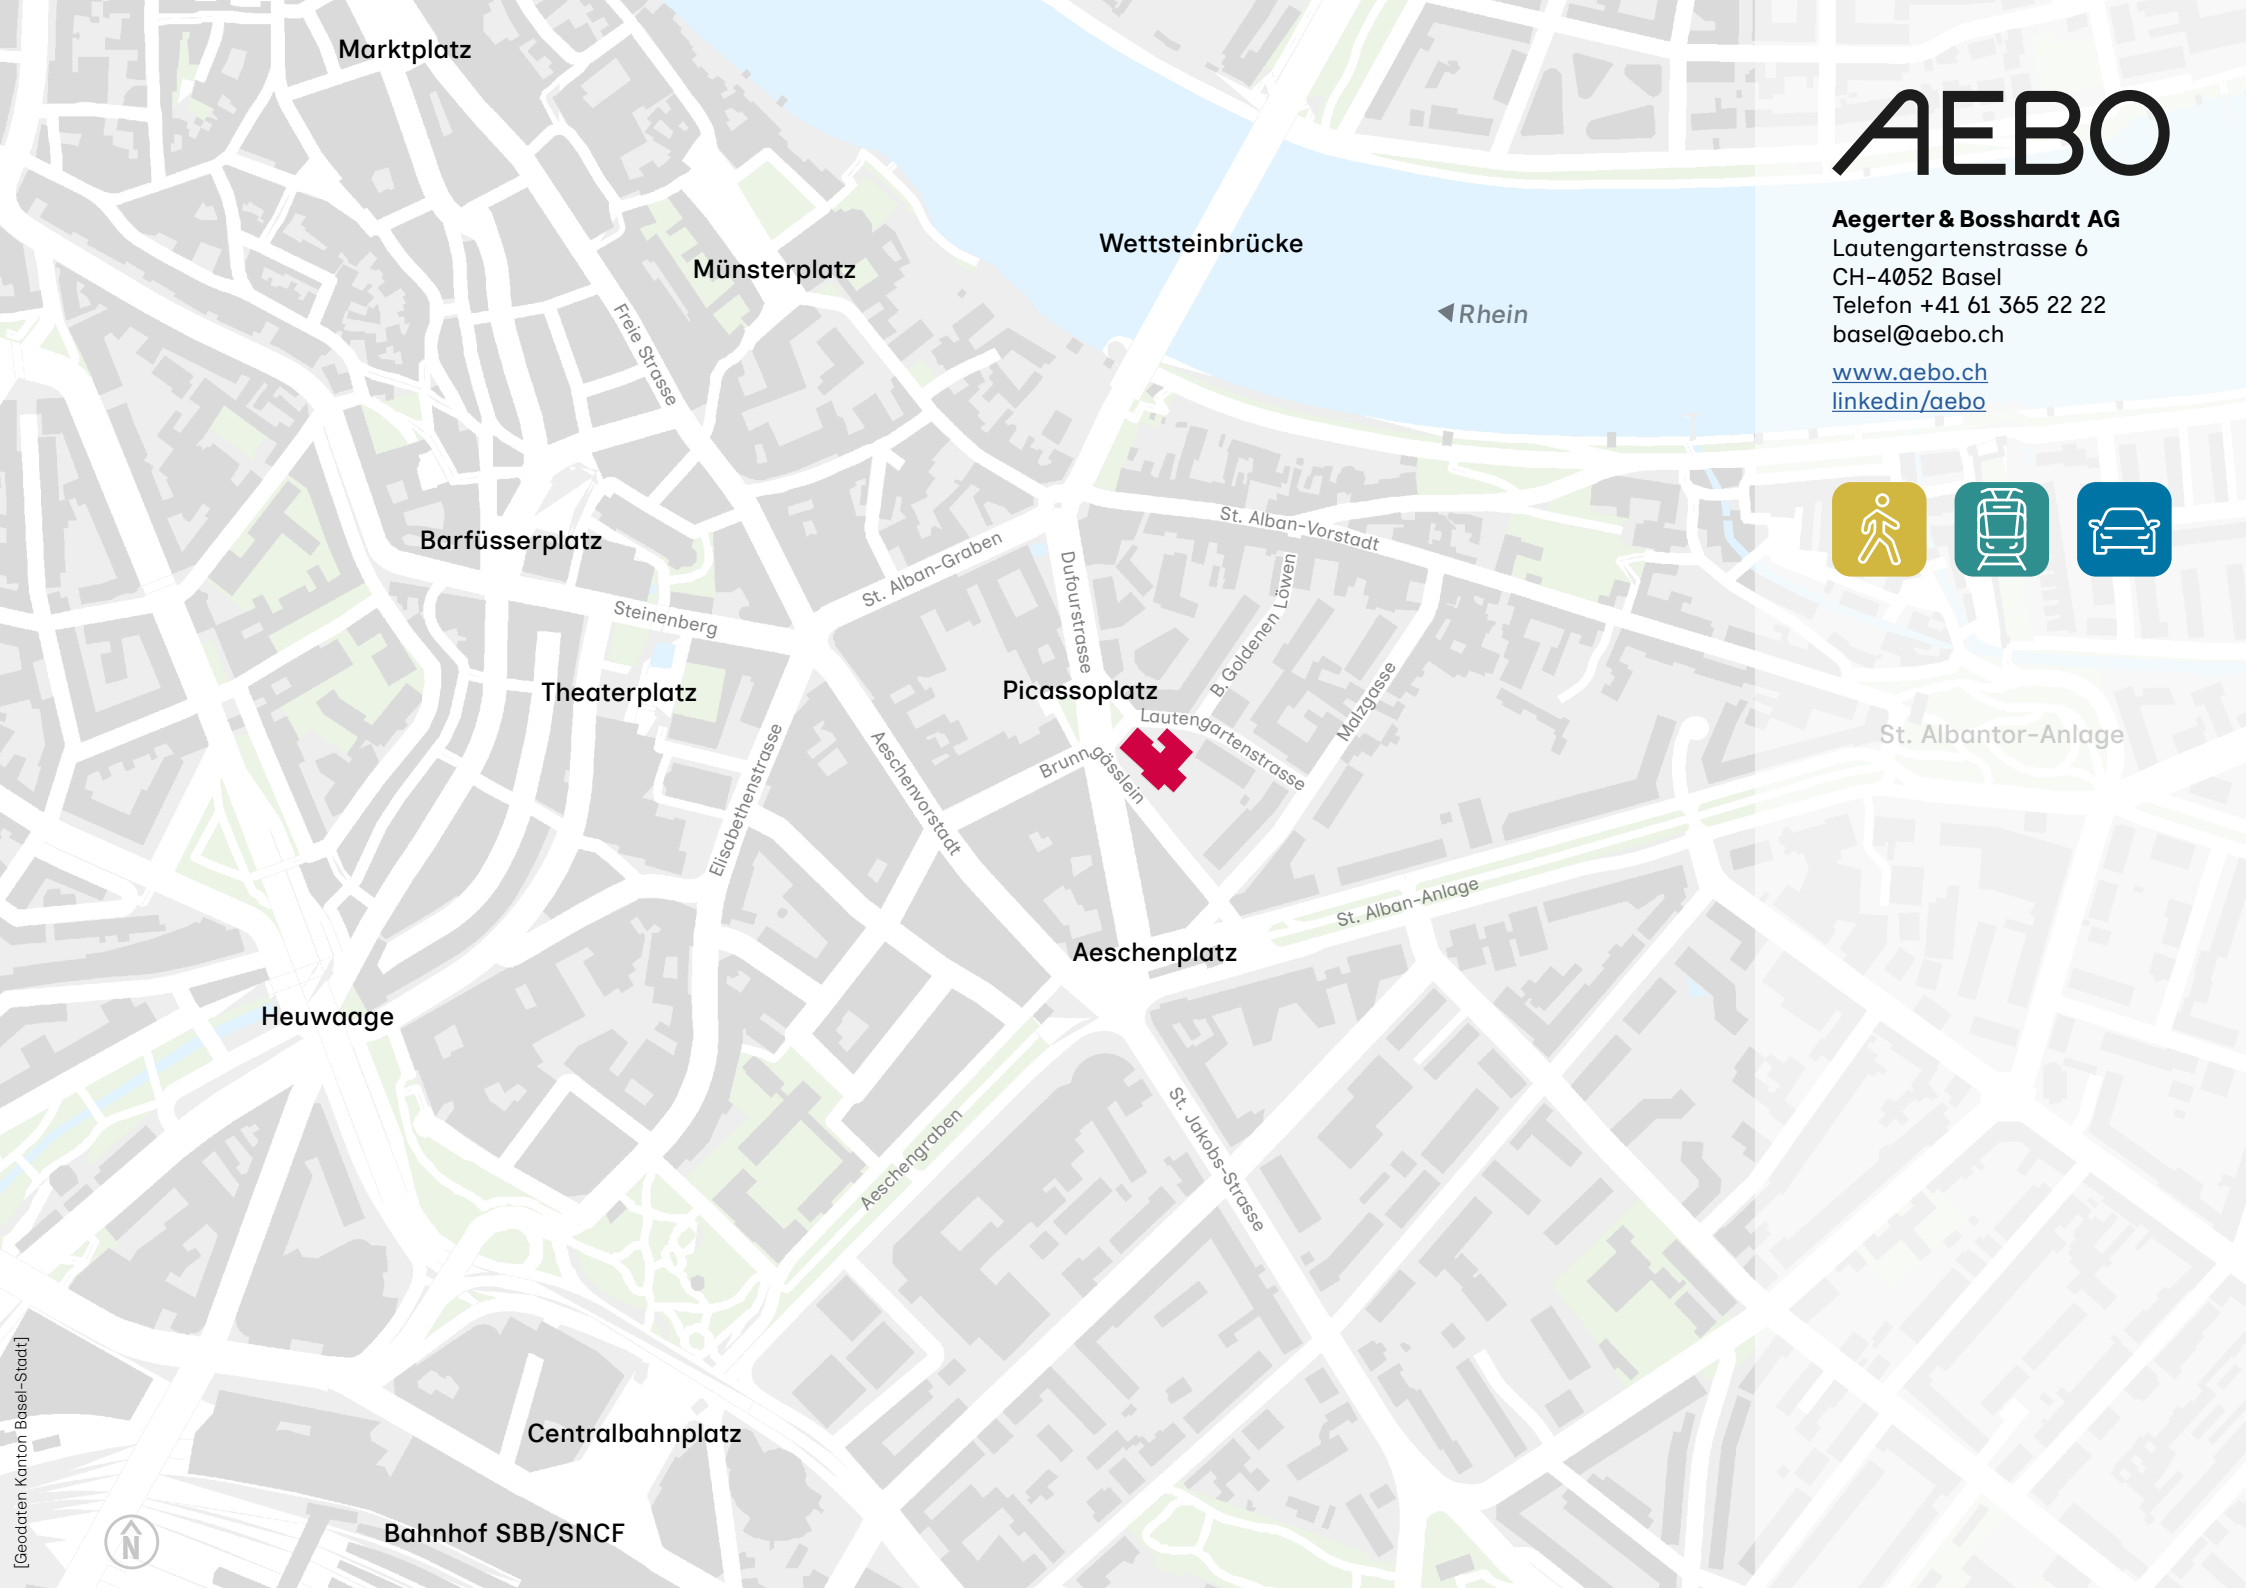 Marktplatz
AEBO
Aegerter & Bosshardt AG
Lautengartenstrasse 6
CH-4052 Basel
Telefon +41 61 365 22 22
basel@aebo.ch
www.aebo.ch
linkedin/aebo
Wettsteinbrücke
Münsterplatz
Rhein
Freie Strasse
St. Alban-Vorstadt
Barfüsserplatz
St. Alban-Graben
Dufourstrasse
B. Goldenen Löwen
Steinenberg
Malzgasse
Theaterplatz
Picassoplatz
Lautengartenstrasse
St. Albantor-Anlage
Elisabethenstrasse
Aeschenvorstadt
Brunngässlein
St. Alban-Anlage
Aeschenplatz
Heuwaage
Aeschengraben
St. Jakobs-Strasse
Centralbahnplatz
Bahnhof SBB/SNCF
N
[Geodaten Kanton Basel-Stadt]